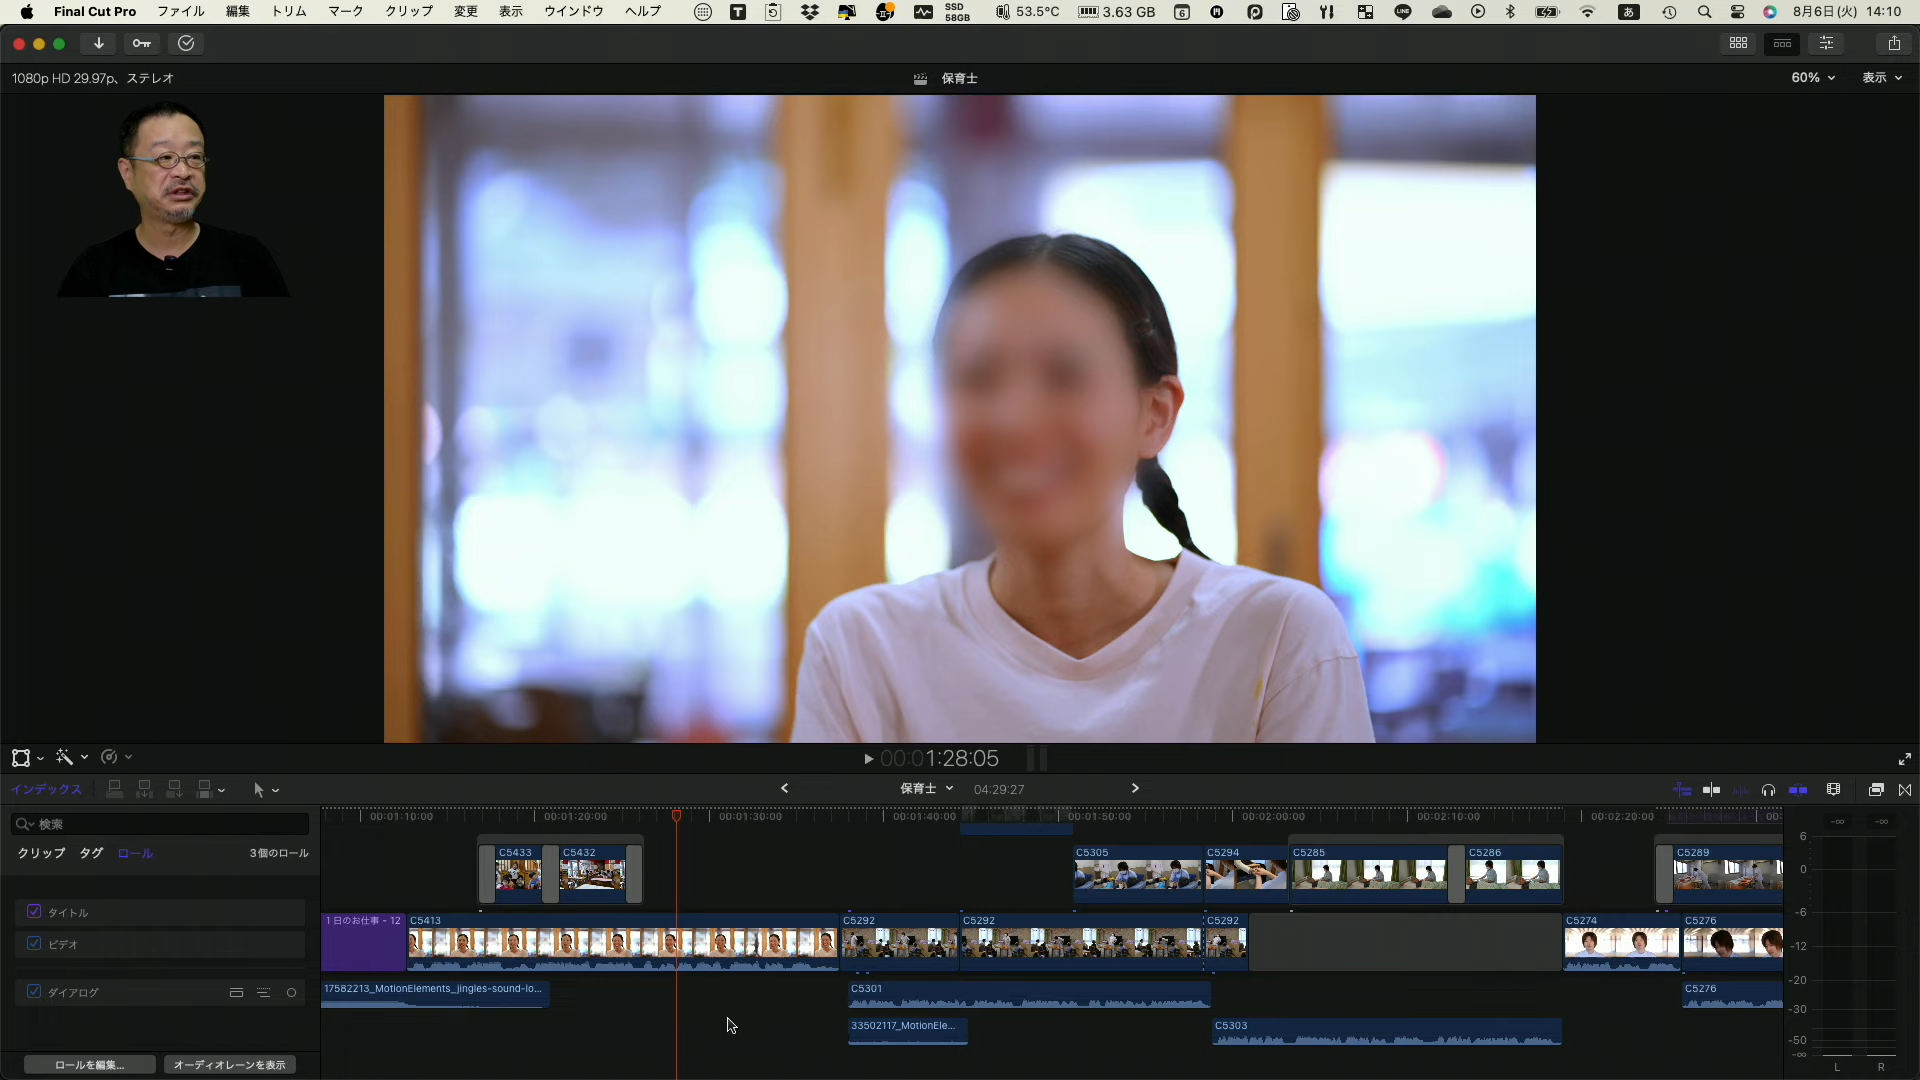 Final Cut Pro ファイル 編集 トリム マーク クリップ 変更 表示 ウインドウ ヘルプ SSD 58GB 53.5°C 3.63 GB 6 LINE あ 8月6日(火) 14:10
1080p HD 29.97p、ステレオ
保育士
60%
表示
00:01:28:05
インデックス
保育士
04:29:27
検索
クリップ タグ ロール 3個のロール
タイトル
ビデオ
ダイアログ
ロールを編集...
オーディオレーンを表示
00:01:10:00 00:01:20:00 00:01:30:00 00:01:40:00 00:01:50:00 00:02:00:00 00:02:10:00 00:02:20:00 00:
C5433 C5432 C5305 C5294 C5285 C5286 C5289
1日のお仕事 - 12 C5413 C5292 C5292 C5292 C5274 C5276
17582213_MotionElements_jingles-sound-lo... C5301 C5276
33502117_MotionEle... C5303
-∞ -∞
6
0
-6
-12
-20
-30
-50
-∞
L R